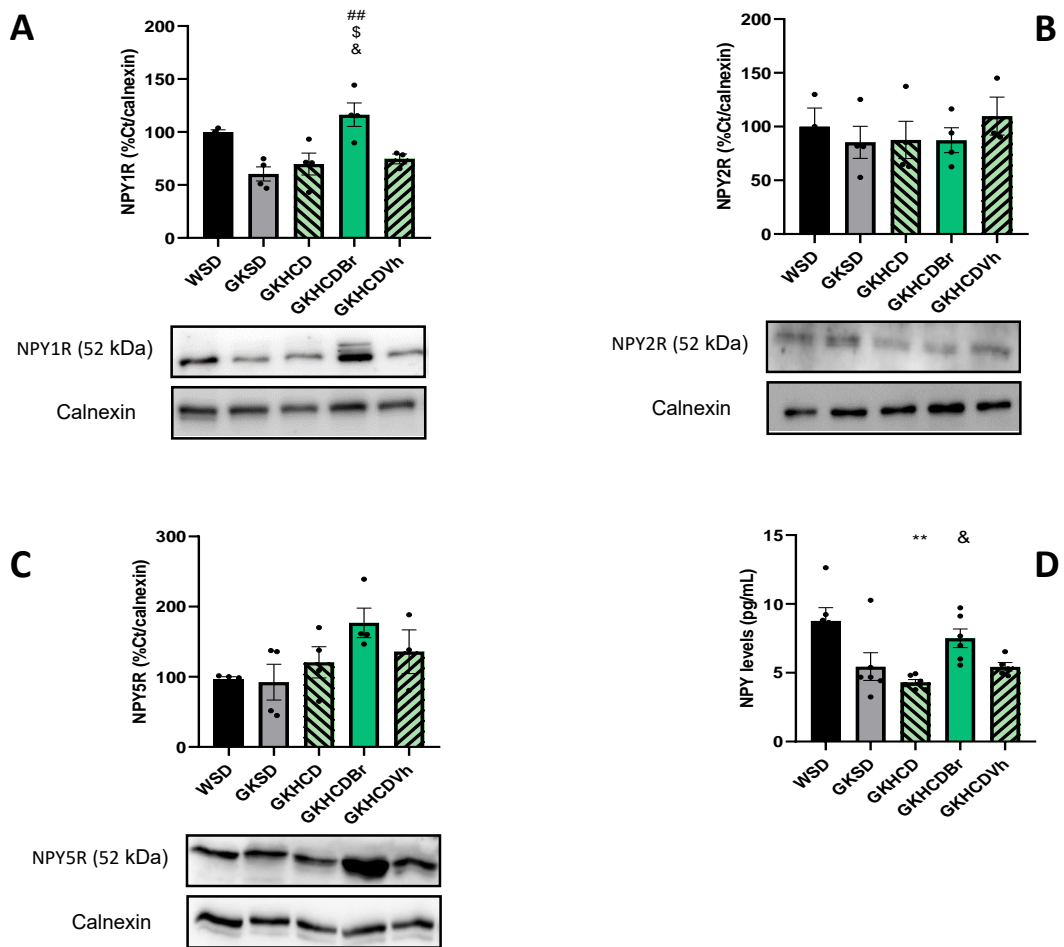 A
NPY1R (%Ct/calnexin)
200
150
100
50
0
##
$
&
WSD
GKSD
GKHCD
GKHCDBr
GKHCDVh
NPY1R (52 kDa)
Calnexin
B
NPY2R (%Ct/calnexin)
200
150
100
50
0
WSD
GKSD
GKHCD
GKHCDBr
GKHCDVh
NPY2R (52 kDa)
Calnexin
C
NPY5R (%Ct/calnexin)
300
200
100
0
WSD
GKSD
GKHCD
GKHCDBr
GKHCDVh
NPY5R (52 kDa)
Calnexin
D
NPY levels (pg/mL)
15
10
5
0
** &
WSD
GKSD
GKHCD
GKHCDBr
GKHCDVh